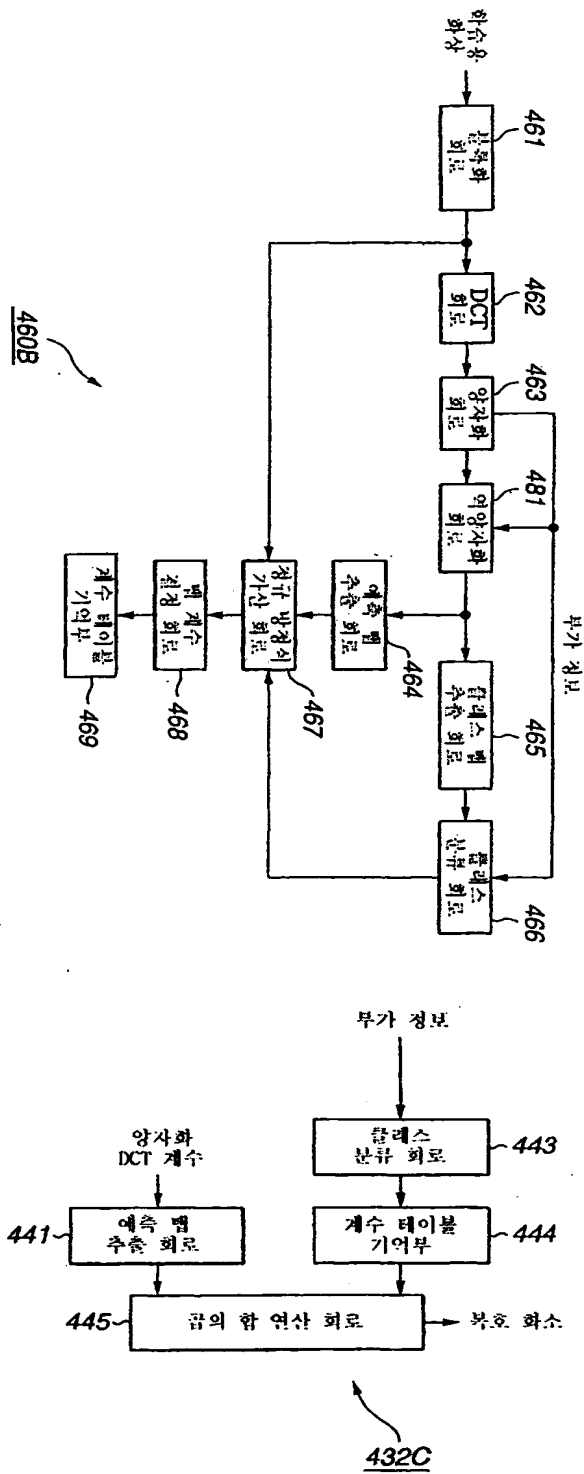 학습용
화상
461
블록화
회로
462
DCT
회로
463
양자화
회로
481
역양자화
회로
부가 정보
465
클래스 탭
추출 회로
466
클래스
분류 회로
464
예측 탭
추출 회로
467
정규 방정식
가산 회로
468
탭 계수
결정 회로
469
계수 테이블
기억부
460B
부가 정보
443
클래스
분류 회로
양자화
DCT 계수
441
예측 탭
추출 회로
444
계수 테이블
기억부
445
곱의 합 연산 회로
복호 화소
432C